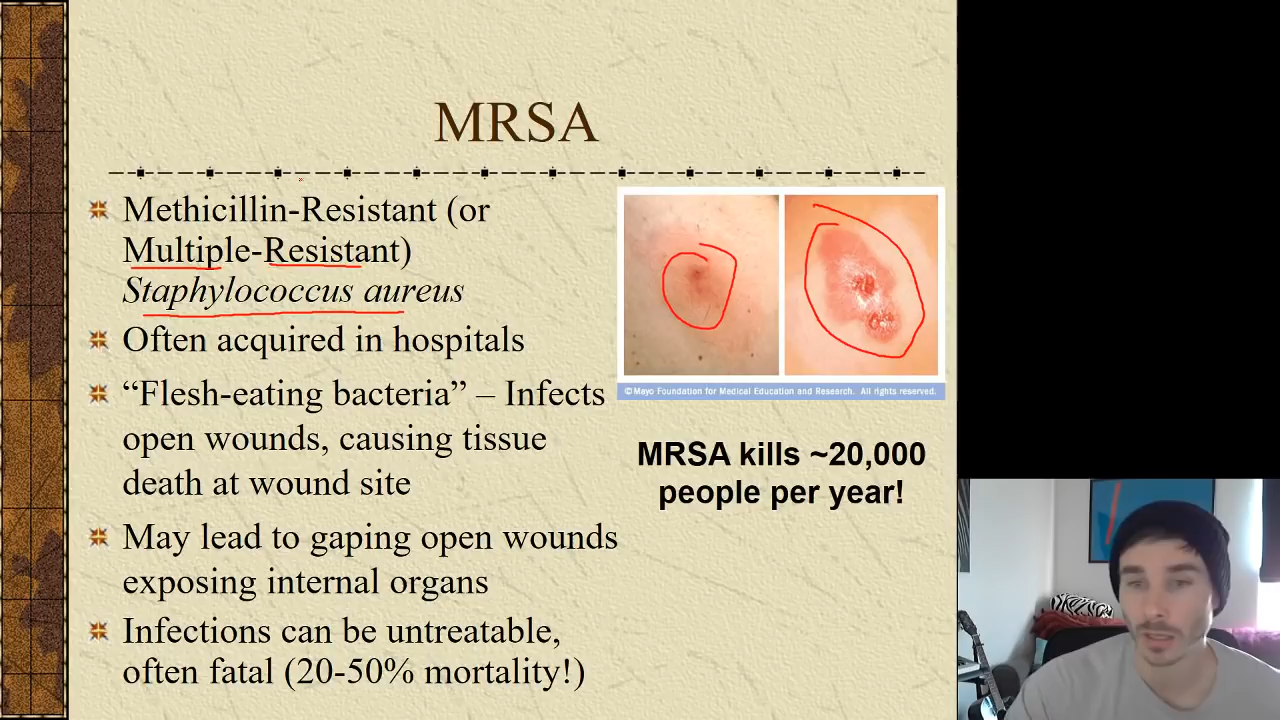 MRSA
Methicillin-Resistant (or
Multiple-Resistant)
Staphylococcus aureus
Often acquired in hospitals
“Flesh-eating bacteria” – Infects
open wounds, causing tissue
death at wound site
May lead to gaping open wounds
exposing internal organs
Infections can be untreatable,
often fatal (20-50% mortality!)
©Mayo Foundation for Medical Education and Research. All rights reserved.
MRSA kills ~20,000
people per year!